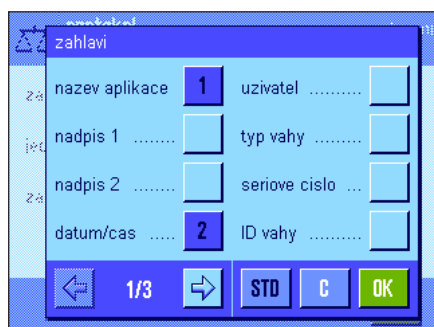 protokol
zahlavi
nazev aplikace 1
uzivatel ..........
nadpis 1 ........
typ vahy .........
nadpis 2 ........
seriove cislo ...
datum/cas ..... 2
ID vahy ..........
1/3
STD
C
OK